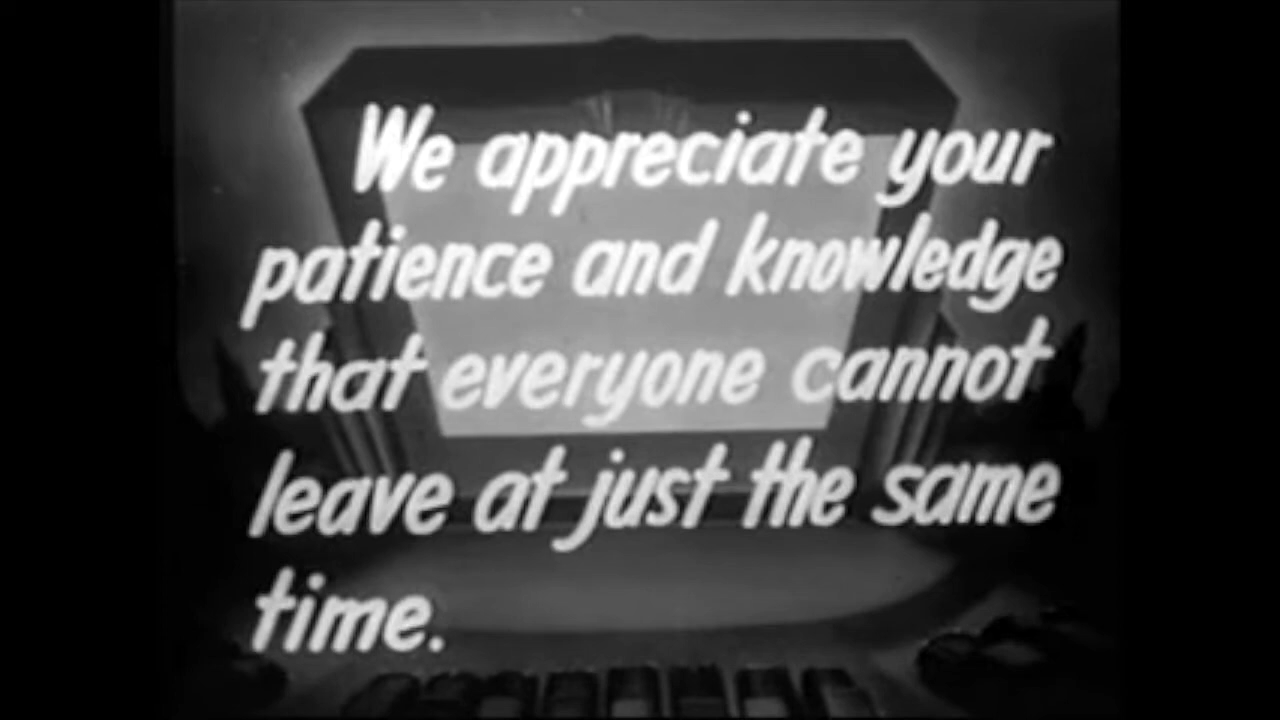 We appreciate your
patience and knowledge
that everyone cannot
leave at just the same
time.